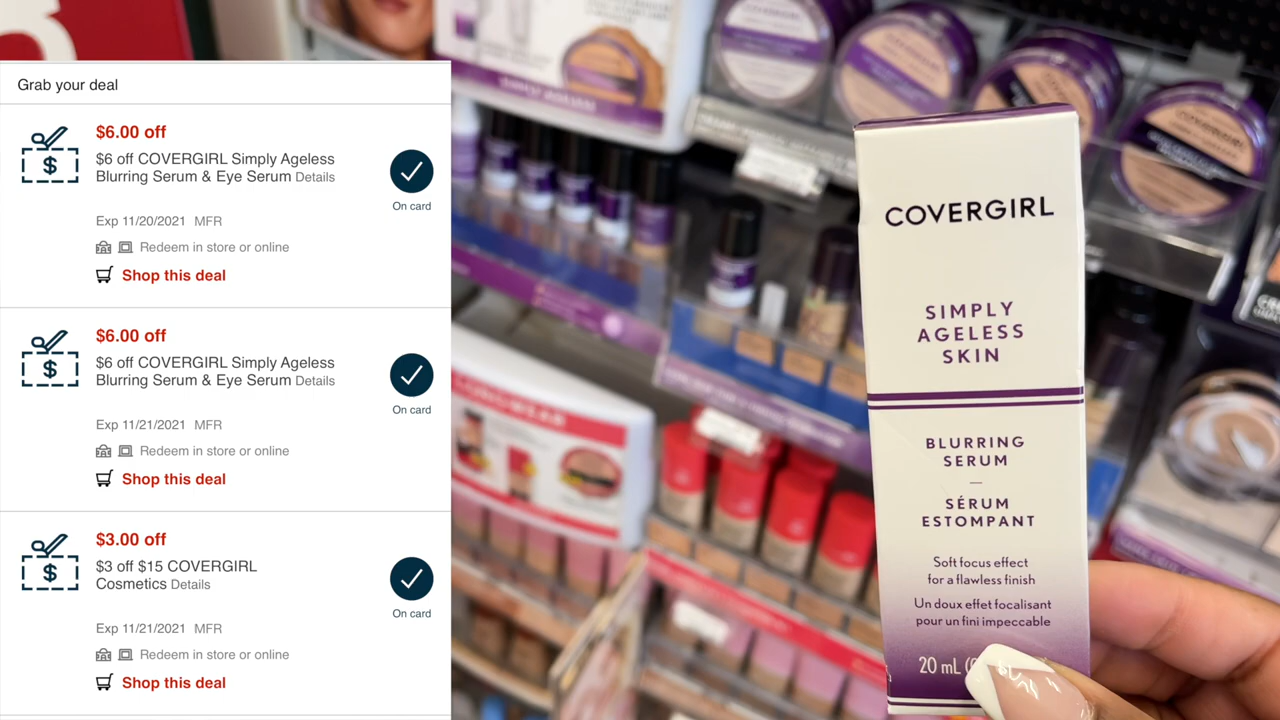 Grab your deal
$6.00 off
$6 off COVERGIRL Simply Ageless
Blurring Serum & Eye Serum Details
On card
Exp 11/20/2021 MFR
Redeem in store or online
Shop this deal
$6.00 off
$6 off COVERGIRL Simply Ageless
Blurring Serum & Eye Serum Details
On card
Exp 11/21/2021 MFR
Redeem in store or online
Shop this deal
$3.00 off
$3 off $15 COVERGIRL
Cosmetics Details
On card
Exp 11/21/2021 MFR
Redeem in store or online
Shop this deal
COVERGIRL
COVERGIRL
COVERGIRL
COVERGIRL
SIMPLY
AGELESS
SKIN
BLURRING
SERUM
SÉRUM
ESTOMPANT
Soft focus effect
for a flawless finish
Un doux effet focalisant
pour un fini impeccable
20 mL